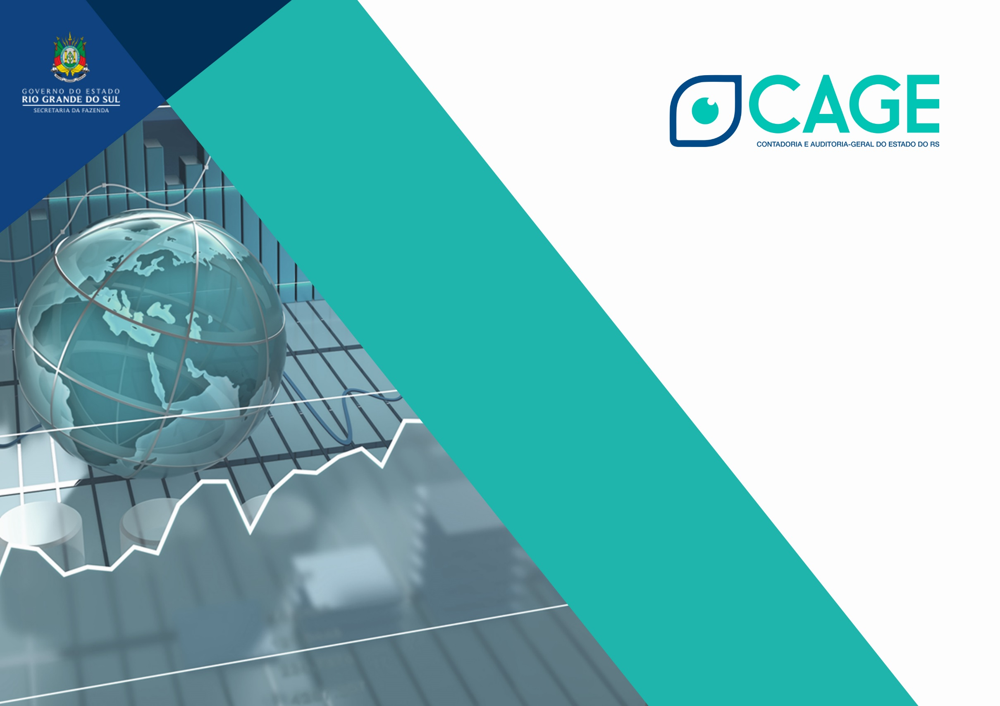 GOVERNO DO ESTADO
RIO GRANDE DO SUL
SECRETARIA DA FAZENDA
CAGE
CONTADORIA E AUDITORIA-GERAL DO ESTADO DO RS